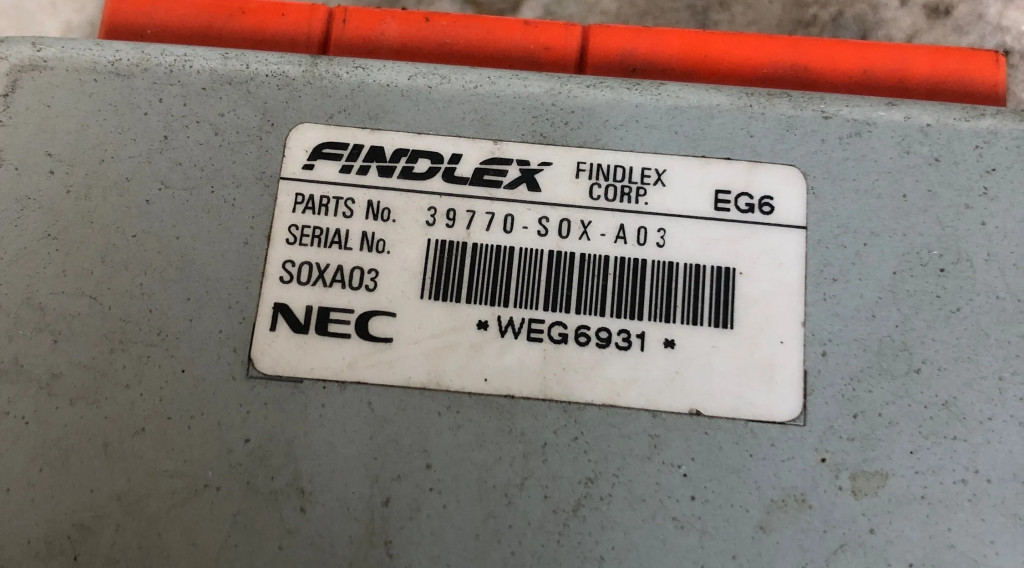 FINDLEX FINDLEX CORP. EG6
PARTS No. 39770-S0X-A03
SERIAL No.
S0XA03
NEC *WEG6931*